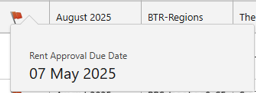 August 2025 BTR-Regions The
Rent Approval Due Date
07 May 2025